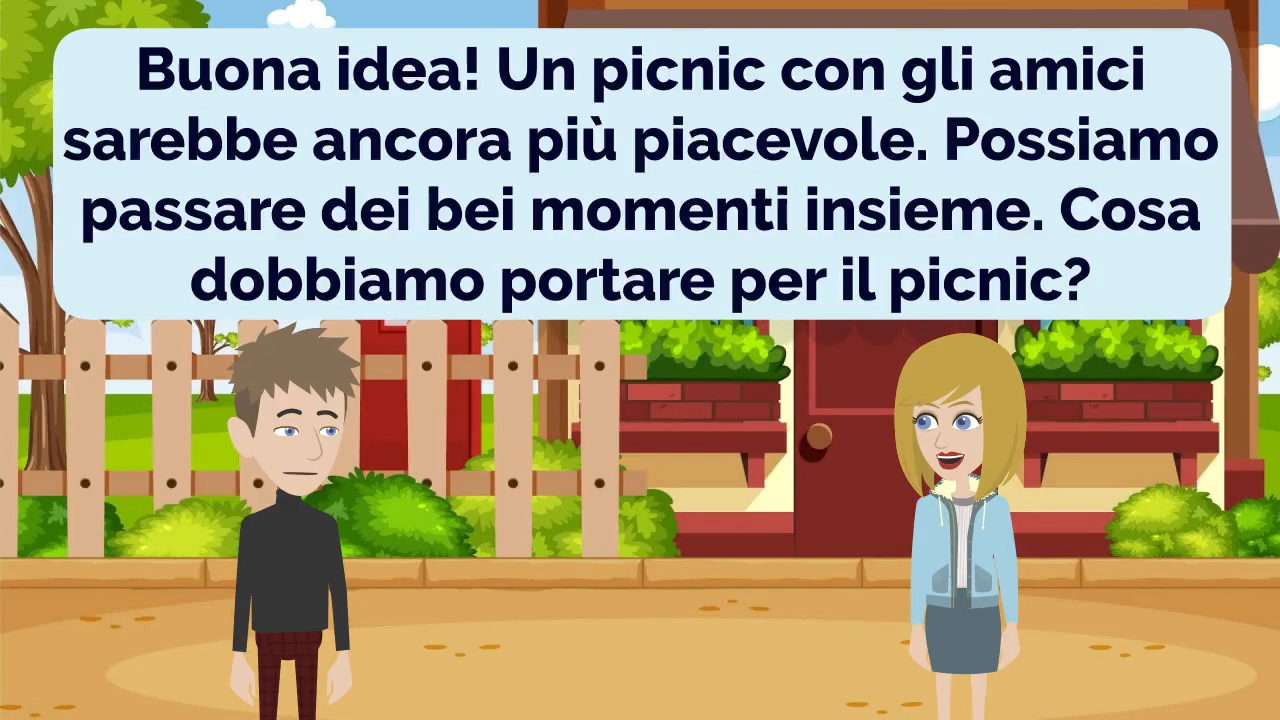 Buona idea! Un picnic con gli amici
sarebbe ancora più piacevole. Possiamo
passare dei bei momenti insieme. Cosa
dobbiamo portare per il picnic?